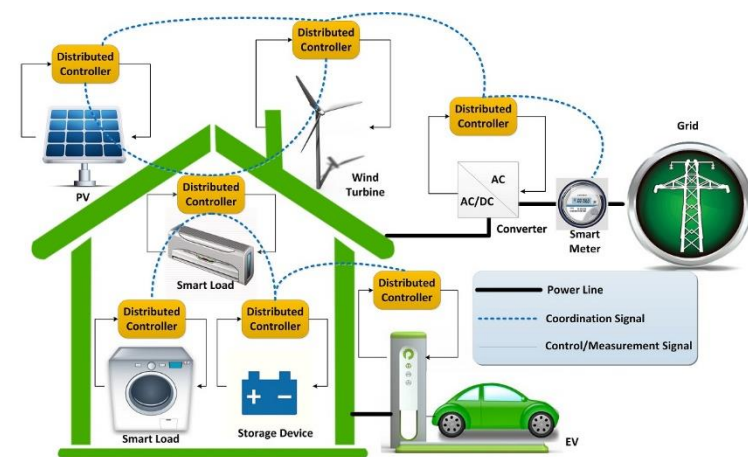 Distributed
Controller
Distributed
Controller
Distributed
Controller
Grid
PV
Wind
Turbine
AC
AC/DC
Converter
Smart
Meter
Distributed
Controller
Smart Load
Distributed
Controller
Distributed
Controller
Distributed
Controller
Power Line
Coordination Signal
Control/Measurement Signal
Smart Load
Storage Device
EV